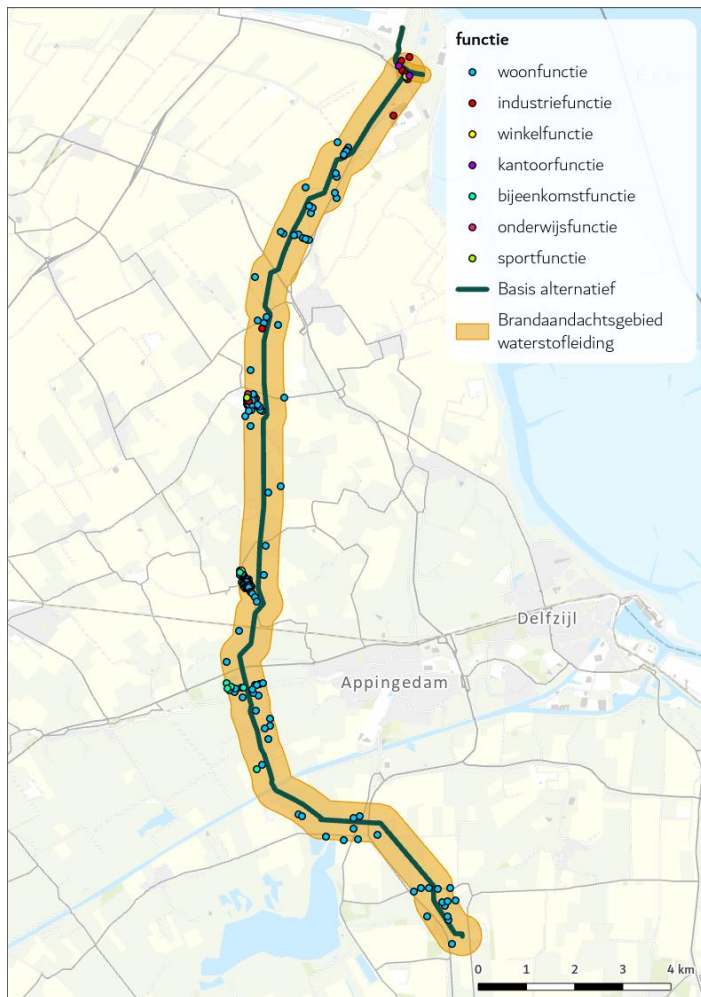 functie
woonfunctie
industriefunctie
winkelfunctie
kantoorfunctie
bijeenkomstfunctie
onderwijsfunctie
sportfunctie
Basis alternatief
Brandaandachtsgebied
waterstofleiding
Delfzijl
Appingedam
0 1 2 3 4 km